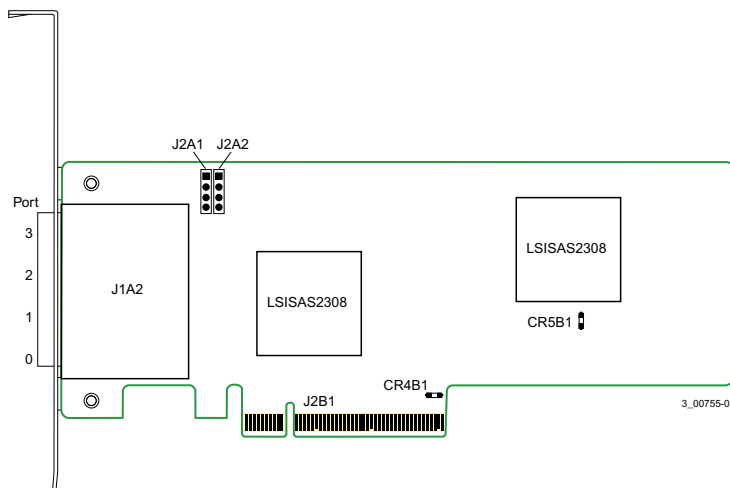 J2A1 J2A2
Port
3
2
1
0
J1A2
LSISAS2308
LSISAS2308
CR5B1
CR4B1
J2B1
3_00755-0